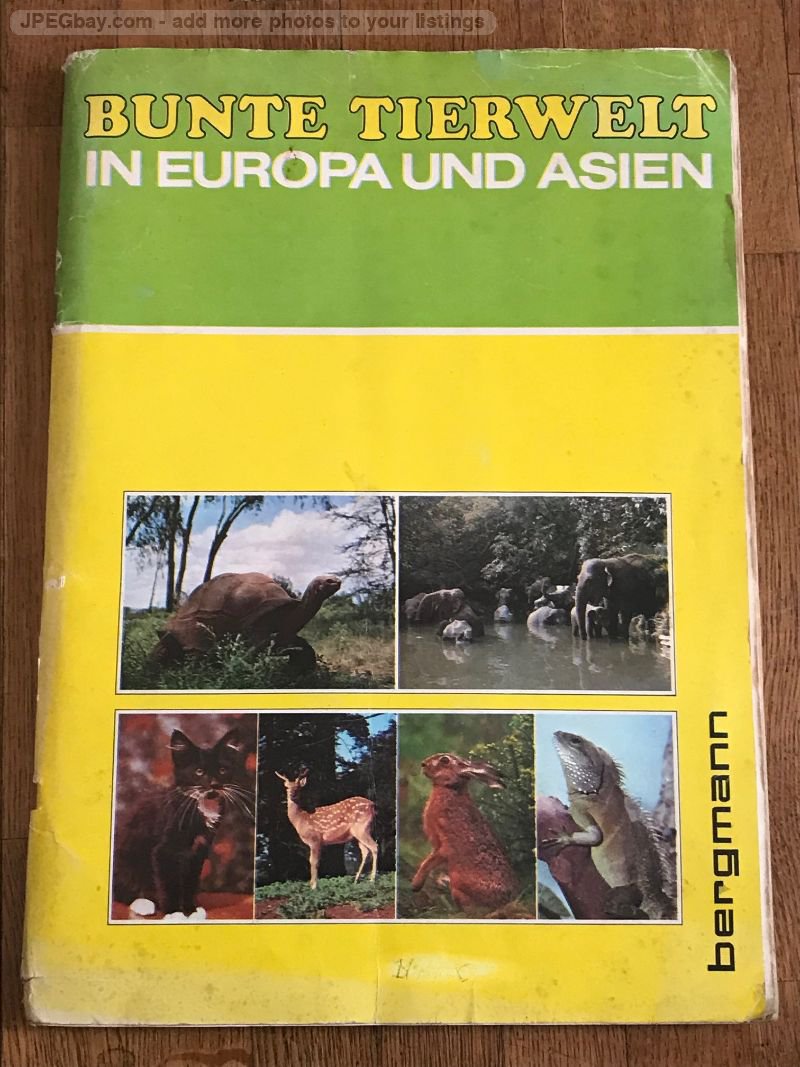 JPEGbay.com - add more photos to your listings
BUNTE TIERWELT
IN EUROPA UND ASIEN
bergmann